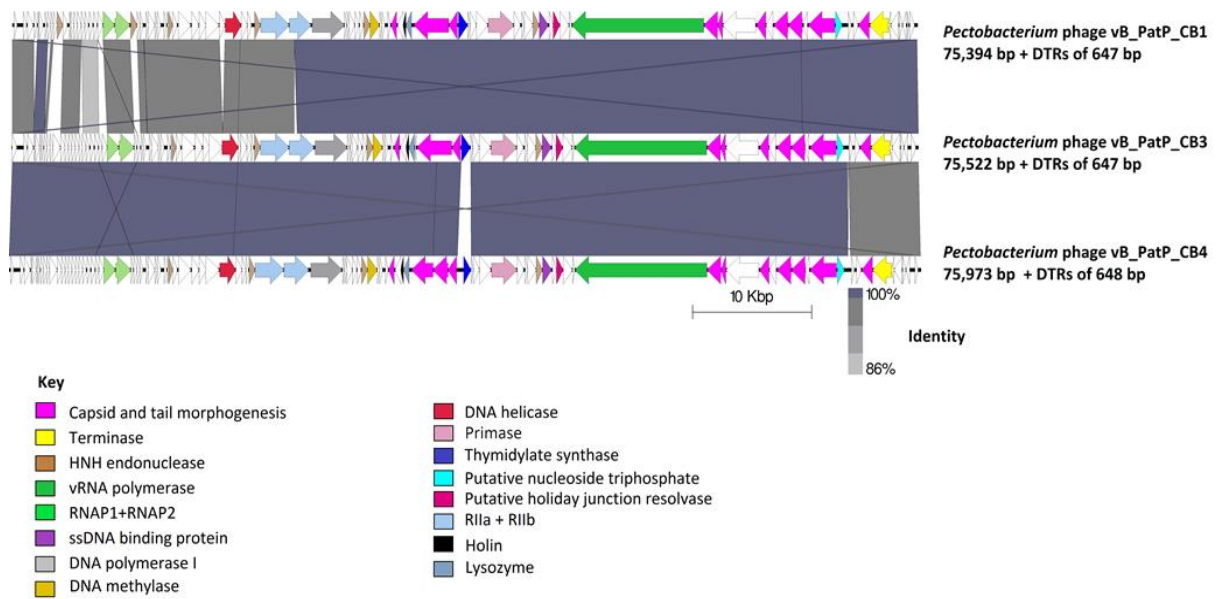 Pectobacterium phage vB_PatP_CB1
75,394 bp + DTRs of 647 bp
Pectobacterium phage vB_PatP_CB3
75,522 bp + DTRs of 647 bp
Pectobacterium phage vB_PatP_CB4
75,973 bp + DTRs of 648 bp
10 Kbp
100%
Identity
86%
Key
Capsid and tail morphogenesis
Terminase
HNH endonuclease
vRNA polymerase
RNAP1+RNAP2
ssDNA binding protein
DNA polymerase I
DNA methylase
DNA helicase
Primase
Thymidylate synthase
Putative nucleoside triphosphate
Putative holiday junction resolvase
RIIa + RIIb
Holin
Lysozyme